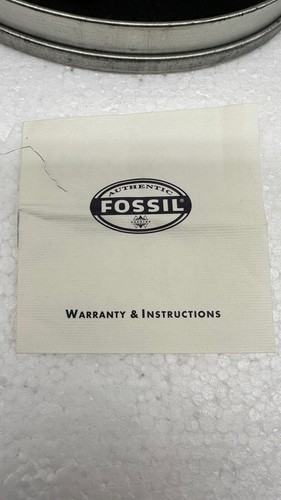 AUTHENTIC
FOSSIL®
WARRANTY & INSTRUCTIONS